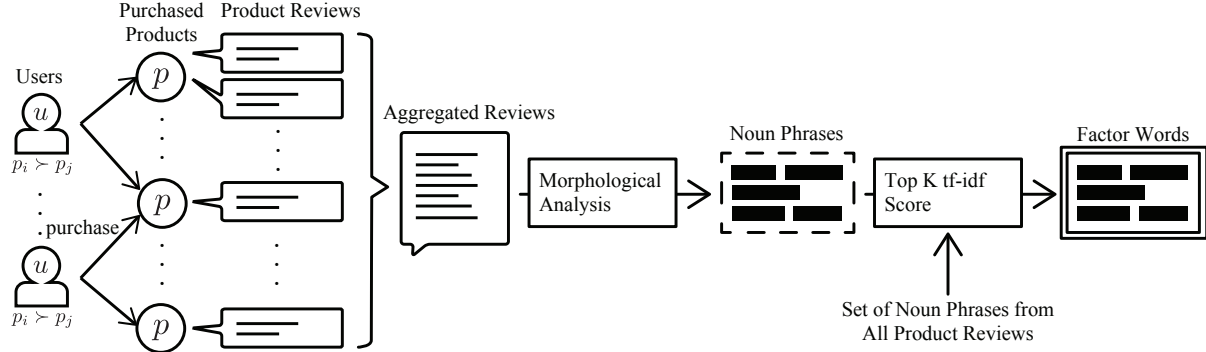 Purchased
Products
Product Reviews
Users
u
p
p_i ≻ p_j
purchase
p
u
p_i ≻ p_j
p
Aggregated Reviews
Morphological
Analysis
Noun Phrases
Top K tf-idf
Score
Factor Words
Set of Noun Phrases from
All Product Reviews